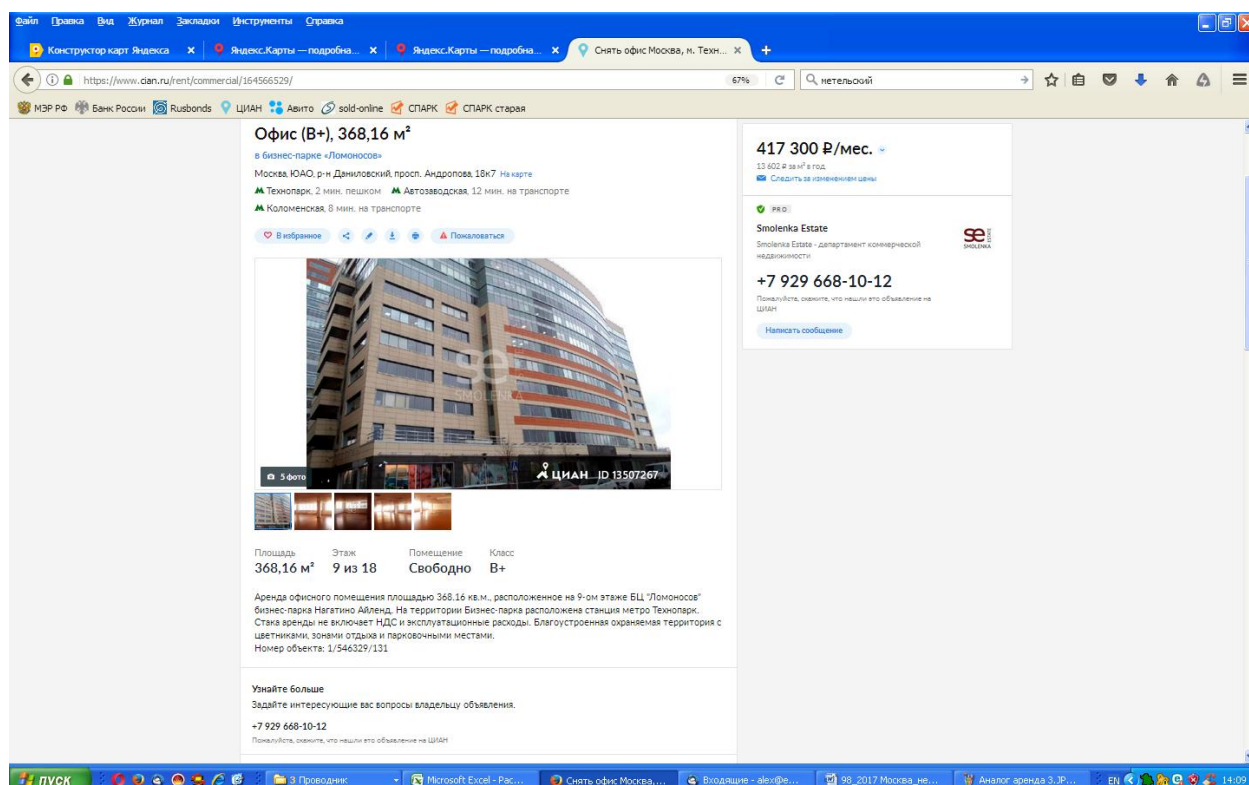 Файл Правка Вид Журнал Закладки Инструменты Справка
Конструктор карт Яндекса
Яндекс.Карты — подробна...
Яндекс.Карты — подробна...
Снять офис Москва, м. Техн...
https://www.cian.ru/rent/commercial/164566529/
67%
нетельский
МЭР РФ Банк России Rusbonds ЦИАН Авито sold-online СПАРК СПАРК старая
Офис (B+), 368,16 м²
в бизнес-парке «Ломоносов»
Москва, ЮАО, р-н Даниловский, просп. Андропова, 18к7 На карте
Технопарк, 2 мин. пешком Автозаводская, 12 мин. на транспорте
Коломенская, 8 мин. на транспорте
В избранное
Пожаловаться
se
SMOLENKA
5 фото
ЦИАН ID 13507267
Площадь Этаж Помещение Класс
368,16 м² 9 из 18 Свободно B+
Аренда офисного помещения площадью 368.16 кв.м., расположенное на 9-ом этаже БЦ "Ломоносов"
бизнес-парка Нагатино Айленд. На территории Бизнес-парка расположена станция метро Технопарк.
Стака аренды не включает НДС и эксплуатационные расходы. Благоустроенная охраняемая территория с
цветниками, зонами отдыха и парковочными местами.
Номер объекта: 1/546329/131
Узнайте больше
Задайте интересующие вас вопросы владельцу объявления.
+7 929 668-10-12
Пожалуйста, скажите, что нашли это объявление на ЦИАН
417 300 ₽/мес.
13 602 ₽ за м² в год
Следить за изменением цены
PRO
Smolenka Estate
Smolenka Estate - департамент коммерческой
недвижимости
se ESTATE
SMOLENKA
+7 929 668-10-12
Пожалуйста, скажите, что нашли это объявление на
ЦИАН
Написать сообщение
пуск
3 Проводник
Microsoft Excel - Рас...
Снять офис Москва,...
Входящие - alex@e...
98_2017 Москва_не...
Аналог аренда 3.JP...
EN
14:09